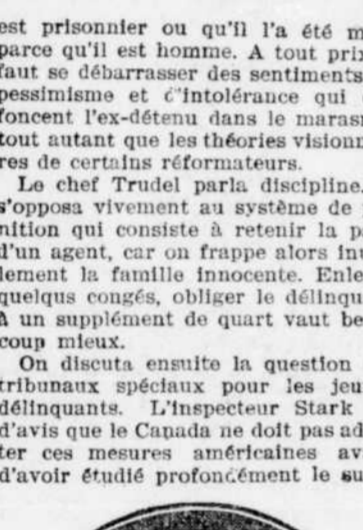 est prisonnier ou qu'il l'a été m
parce qu'il est homme. A tout pri
faut se débarrasser des sentiments
pessimisme et d'intolérance qui
foncent l'ex-détenu dans le maras
tout autant que les théories vision
res de certains réformateurs.
Le chef Trudel parla discipline.
s'opposa vivement au système de
nition qui consiste à retenir la p
d'un agent, car on frappe alors in
lement la famille innocente. Enle
quelqus congés, obliger le délinqu
à un supplément de quart vaut be
coup mieux.
On discuta ensuite la question
tribunaux spéciaux pour les jeu
délinquants. L'inspecteur Stark
d'avis que le Canada ne doit pas ad
ter ces mesures américaines av
d'avoir étudié profondément le su